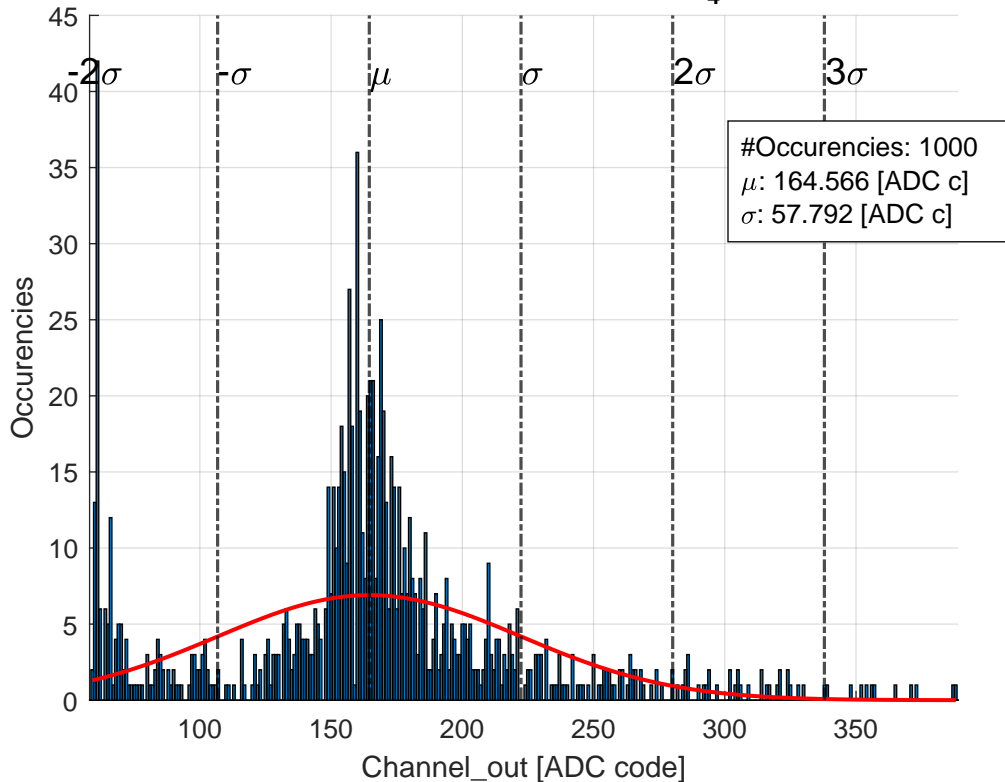 4
45
40
35
30
25
20
15
10
5
0
-2σ
-σ
μ
σ
2σ
3σ
#Occurencies: 1000
μ: 164.566 [ADC c]
σ: 57.792 [ADC c]
Occurencies
100
150
200
250
300
350
Channel_out [ADC code]